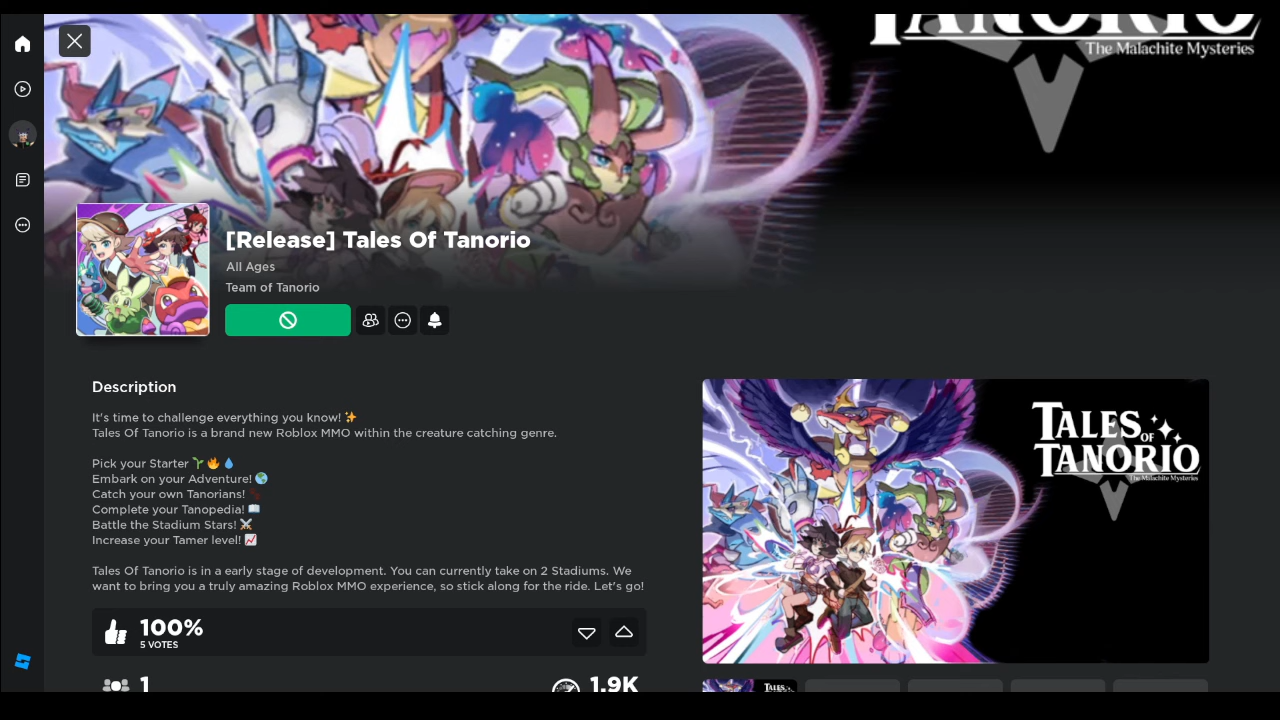 TANORIO
The Malachite Mysteries
[Release] Tales Of Tanorio
All Ages
Team of Tanorio
Description
It's time to challenge everything you know! ✨
Tales Of Tanorio is a brand new Roblox MMO within the creature catching genre.
Pick your Starter 🌱🔥💧
Embark on your Adventure! 🌎
Catch your own Tanorians!
Complete your Tanopedia! 📖
Battle the Stadium Stars! ⚔️
Increase your Tamer level! 📈
Tales Of Tanorio is in a early stage of development. You can currently take on 2 Stadiums. We
want to bring you a truly amazing Roblox MMO experience, so stick along for the ride. Let's go!
100%
5 VOTES
1
1.9K
TALES
OF
TANORIO
The Malachite Mysteries
TALES